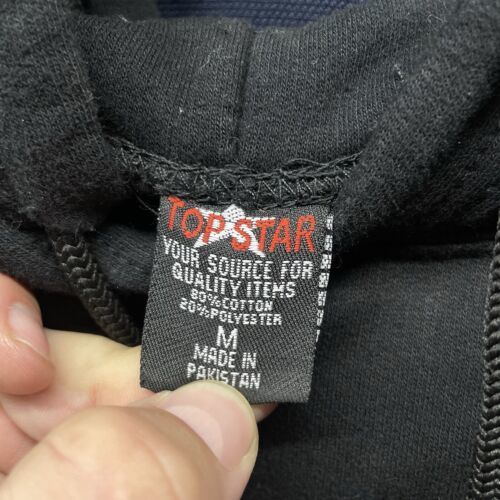 TOP STAR
YOUR SOURCE FOR
QUALITY ITEMS
80% COTTON
20% POLYESTER
M
MADE IN
PAKISTAN